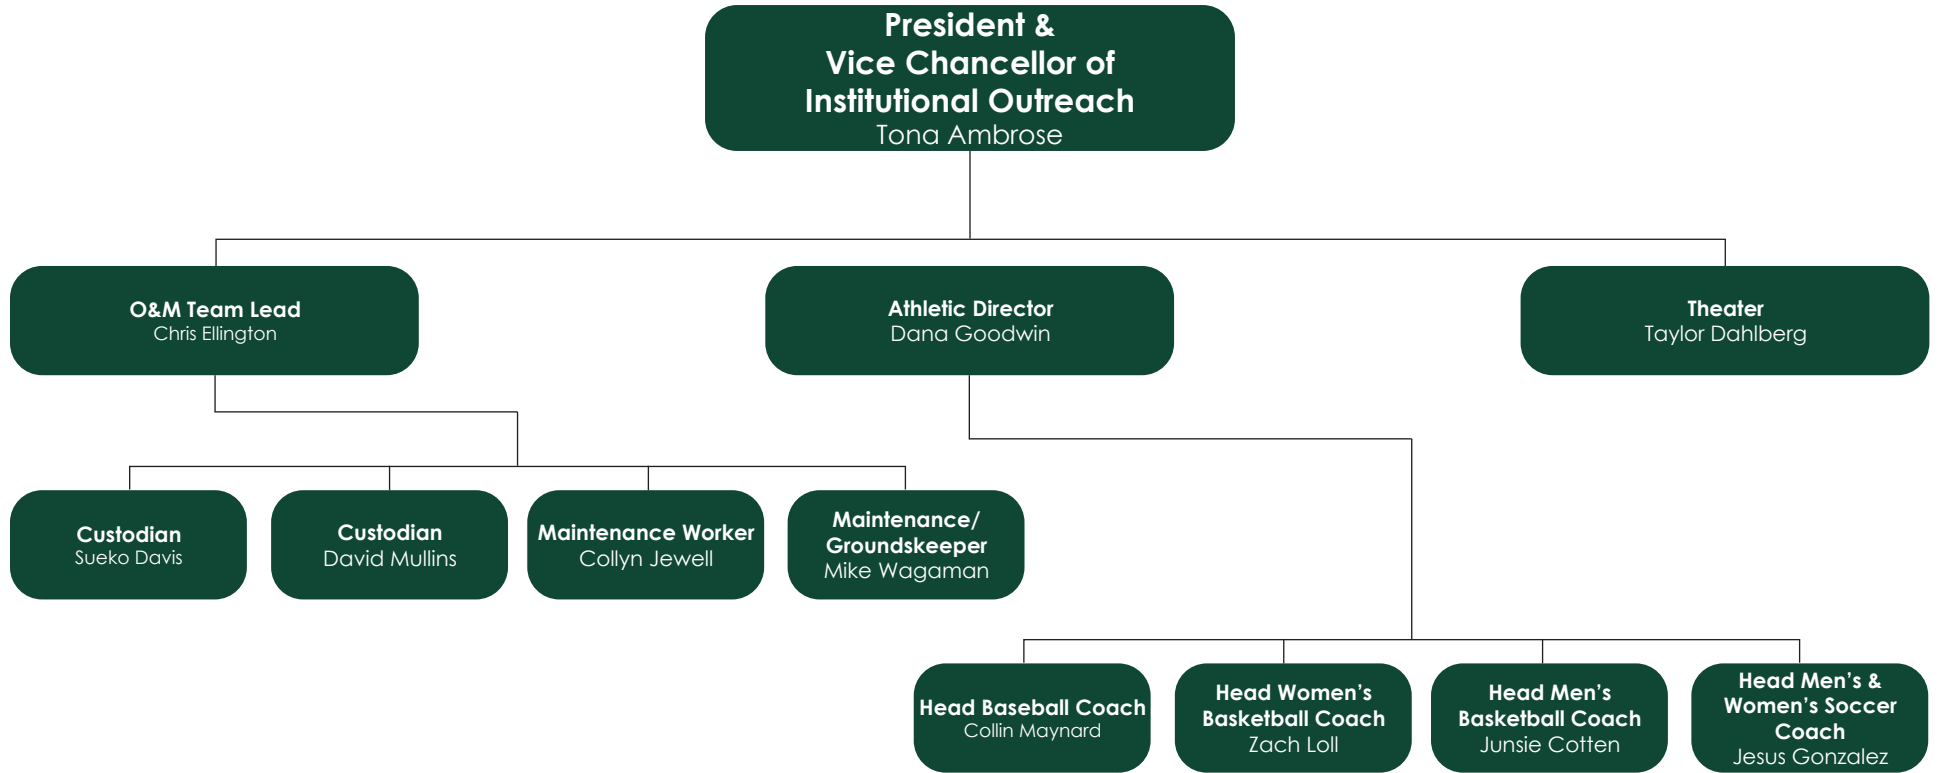 President &
Vice Chancellor of
Institutional Outreach
Tona Ambrose
O&M Team Lead
Chris Ellington
Athletic Director
Dana Goodwin
Theater
Taylor Dahlberg
Custodian
Sueko Davis
Custodian
David Mullins
Maintenance Worker
Collyn Jewell
Maintenance/
Groundskeeper
Mike Wagaman
Head Baseball Coach
Collin Maynard
Head Women’s
Basketball Coach
Zach Loll
Head Men’s
Basketball Coach
Junsie Cotten
Head Men’s &
Women’s Soccer
Coach
Jesus Gonzalez